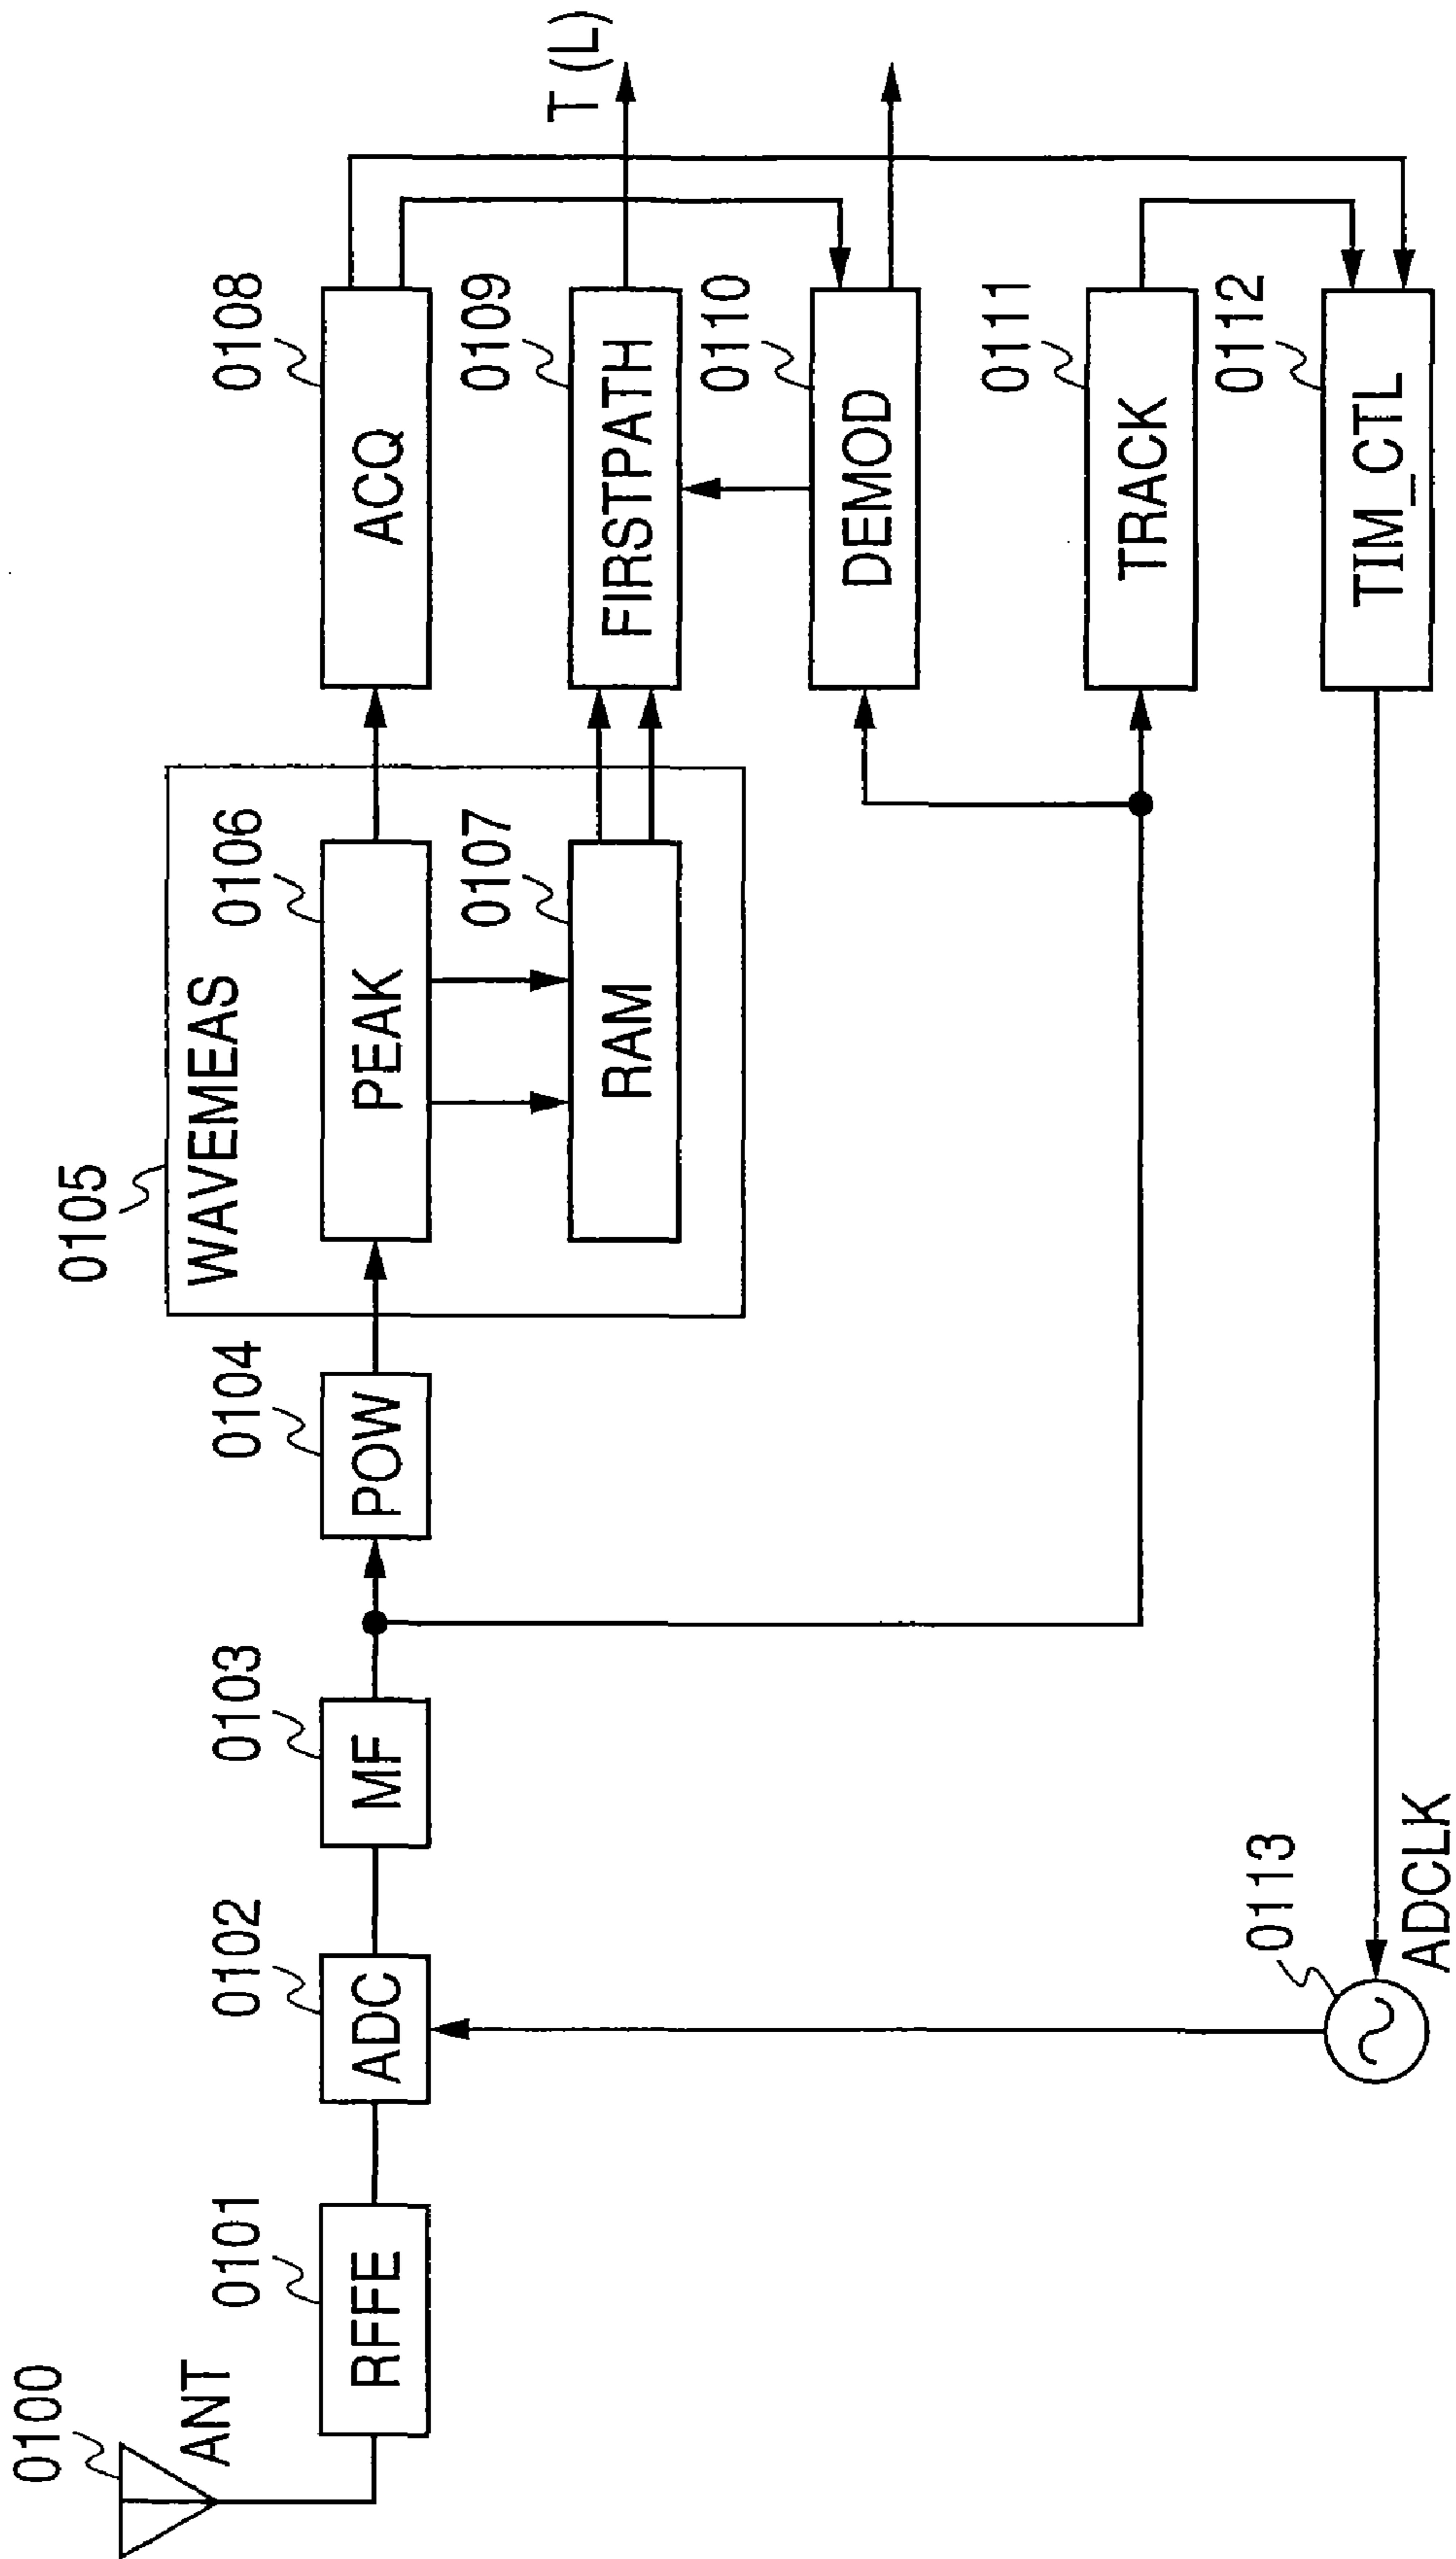 0100
ANT
0101
RFFE
0102
ADC
0103
MF
0104
POW
0105
WAVEMEAS
0106
PEAK
0107
RAM
0108
ACQ
0109
FIRSTPATH
T (L)
0110
DEMOD
0111
TRACK
0112
TIM_CTL
0113
ADCLK